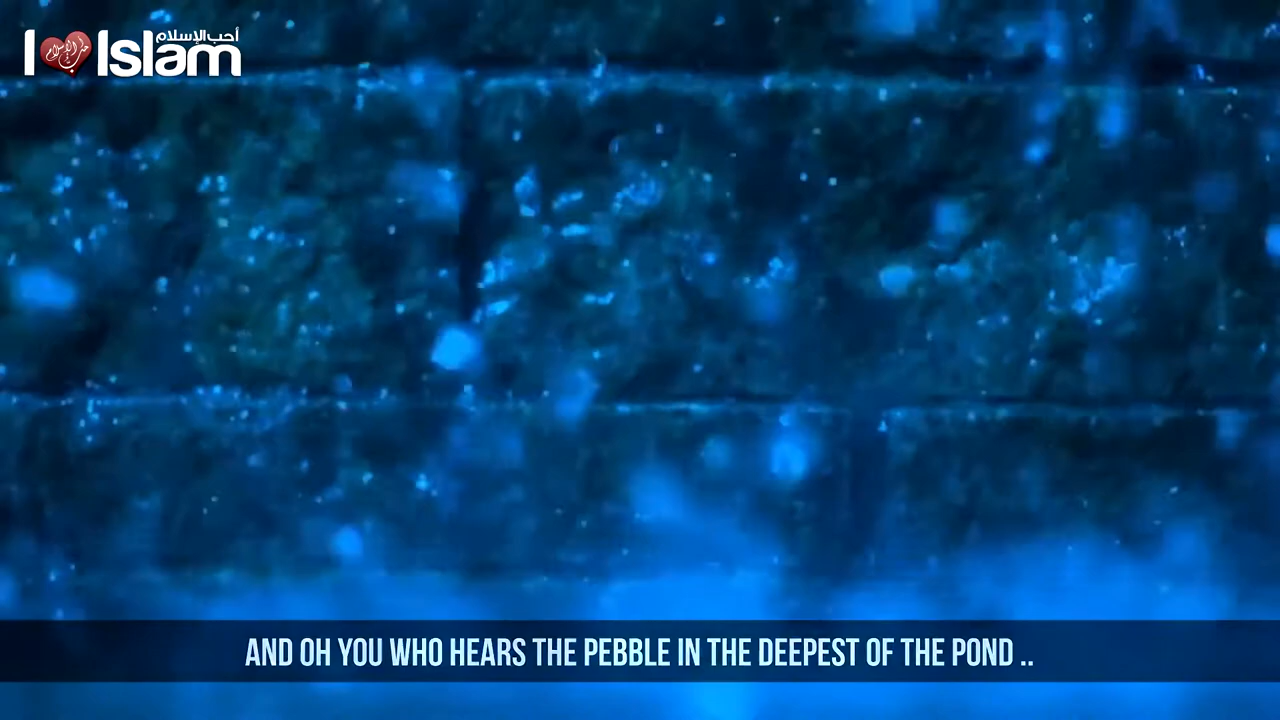 أحب الإسلام
I Islam
AND OH YOU WHO HEARS THE PEBBLE IN THE DEEPEST OF THE POND ..